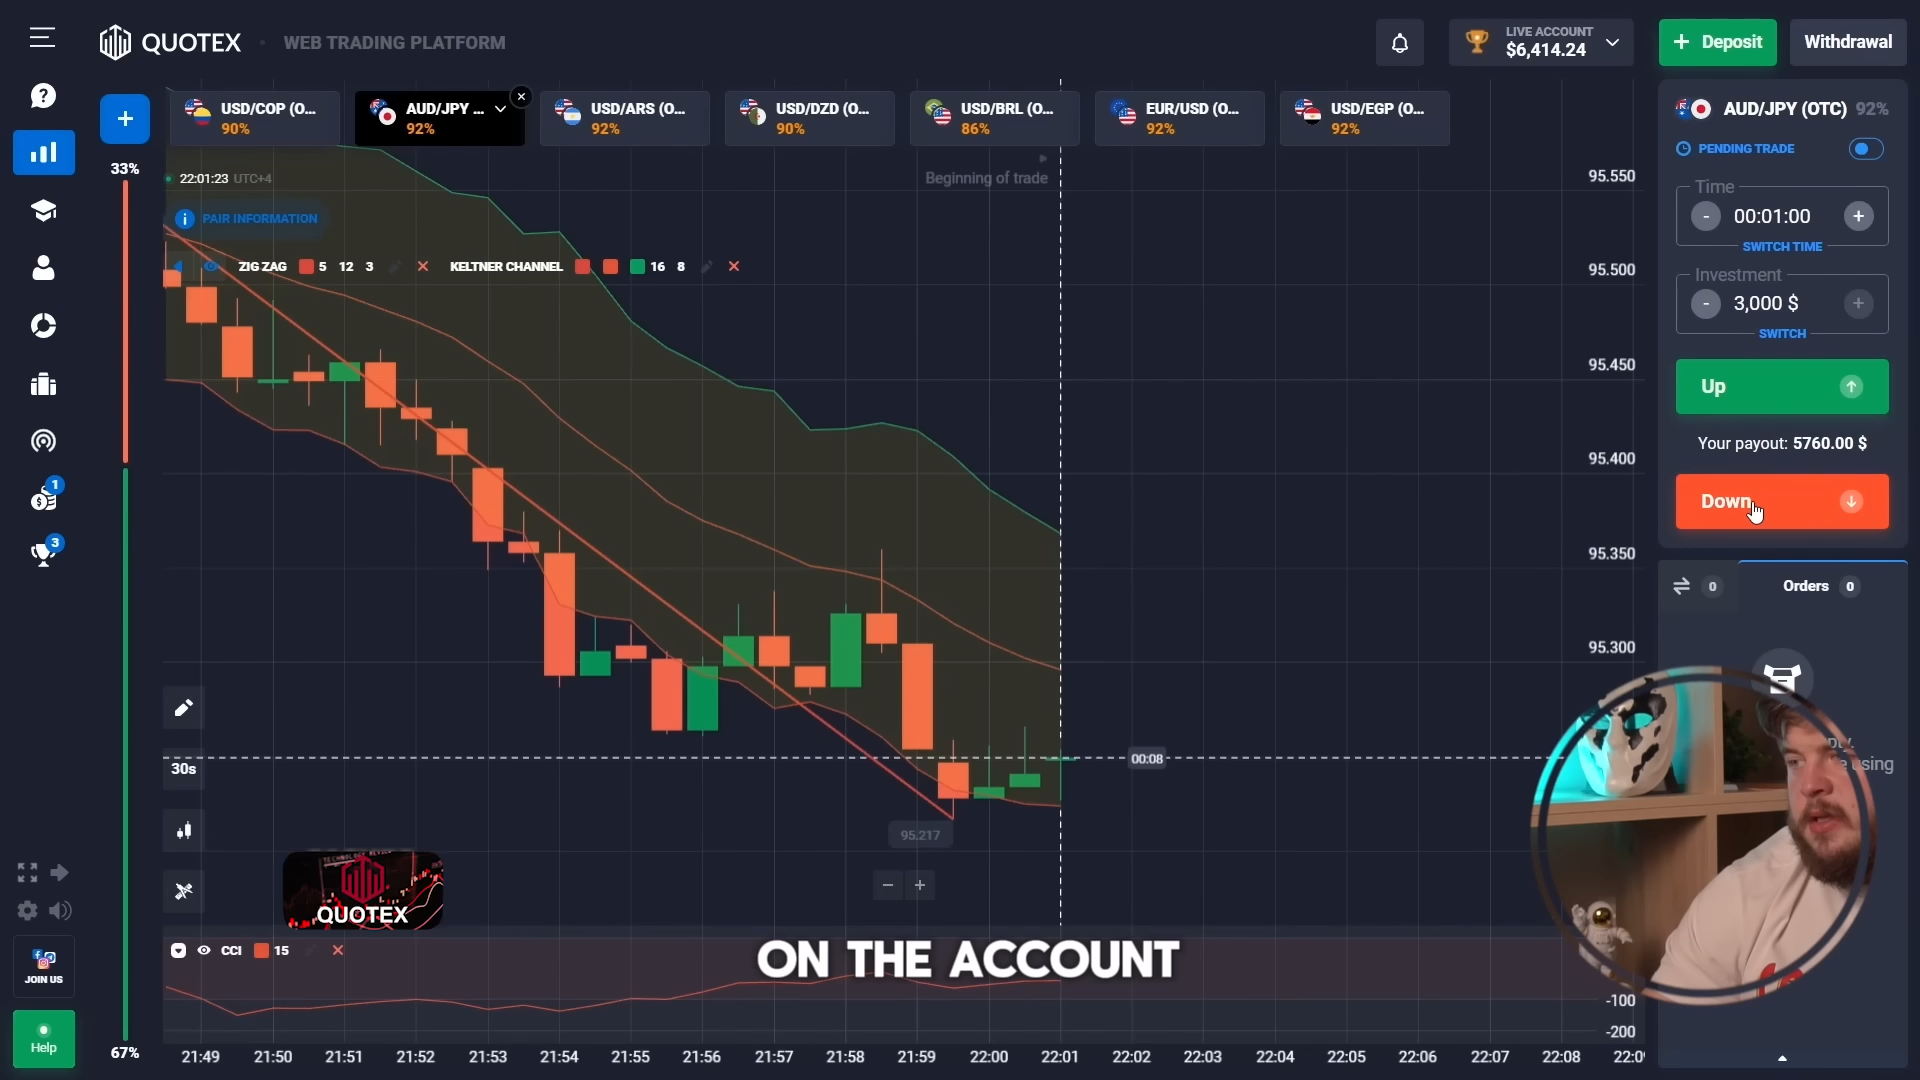 QUOTEX
WEB TRADING PLATFORM
LIVE ACCOUNT
$6,414.24
+ Deposit
Withdrawal
USD/COP (O...
90%
AUD/JPY ...
92%
USD/ARS (O...
92%
USD/DZD (O...
90%
USD/BRL (O...
86%
EUR/USD (O...
92%
USD/EGP (O...
92%
33%
22:01:23 UTC+4
Beginning of trade
PAIR INFORMATION
ZIG ZAG 5 12 3
KELTNER CHANNEL 16 8
95.550
95.500
95.450
95.400
95.350
95.300
AUD/JPY (OTC) 92%
PENDING TRADE
Time
- 00:01:00 +
SWITCH TIME
Investment
- 3,000 $ +
SWITCH
Up
Your payout: 5760.00 $
Down
0
Orders 0
using
00:08
30s
95.217
QUOTEX
CCI 15
ON THE ACCOUNT
-100
-200
1
3
JOIN US
Help
67%
21:49 21:50 21:51 21:52 21:53 21:54 21:55 21:56 21:57 21:58 21:59 22:00 22:01 22:02 22:03 22:04 22:05 22:06 22:07 22:08